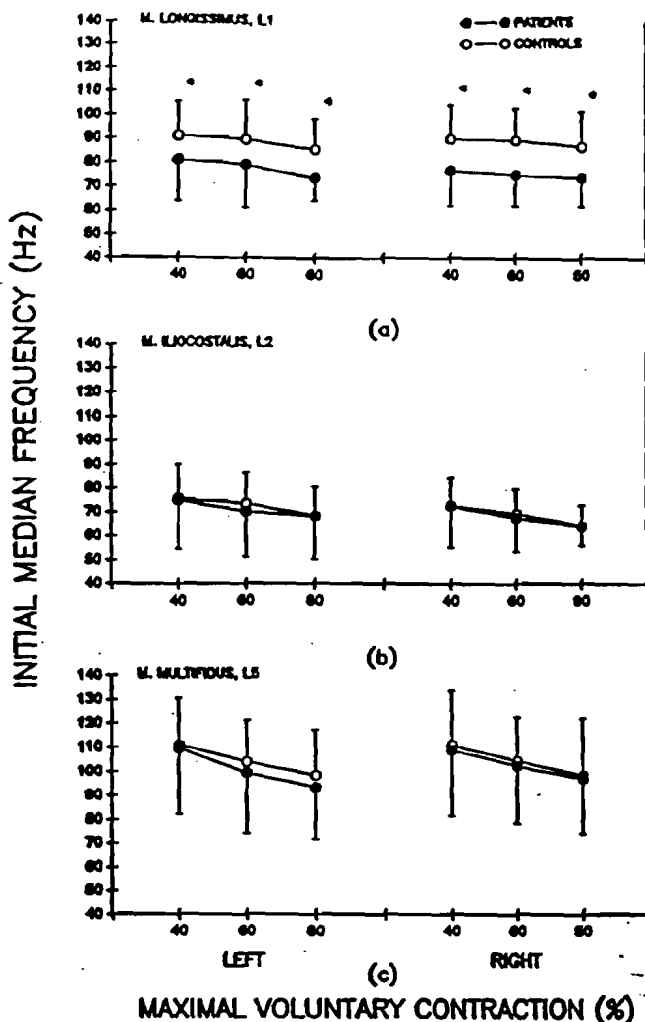 M. LONGISSIMUS, L1
PATIENTS
CONTROLS
140
130
120
110
100
90
80
70
60
50
40
40 60 80 40 60 80
(a)
M. ILIOCOSTALIS, L2
140
130
120
110
100
90
80
70
60
50
40
40 60 80 40 60 80
(b)
M. MULTIFIDUS, L5
140
130
120
110
100
90
80
70
60
50
40
40 60 80 40 60 80
LEFT RIGHT
(c)
INITIAL MEDIAN FREQUENCY (Hz)
MAXIMAL VOLUNTARY CONTRACTION (%)